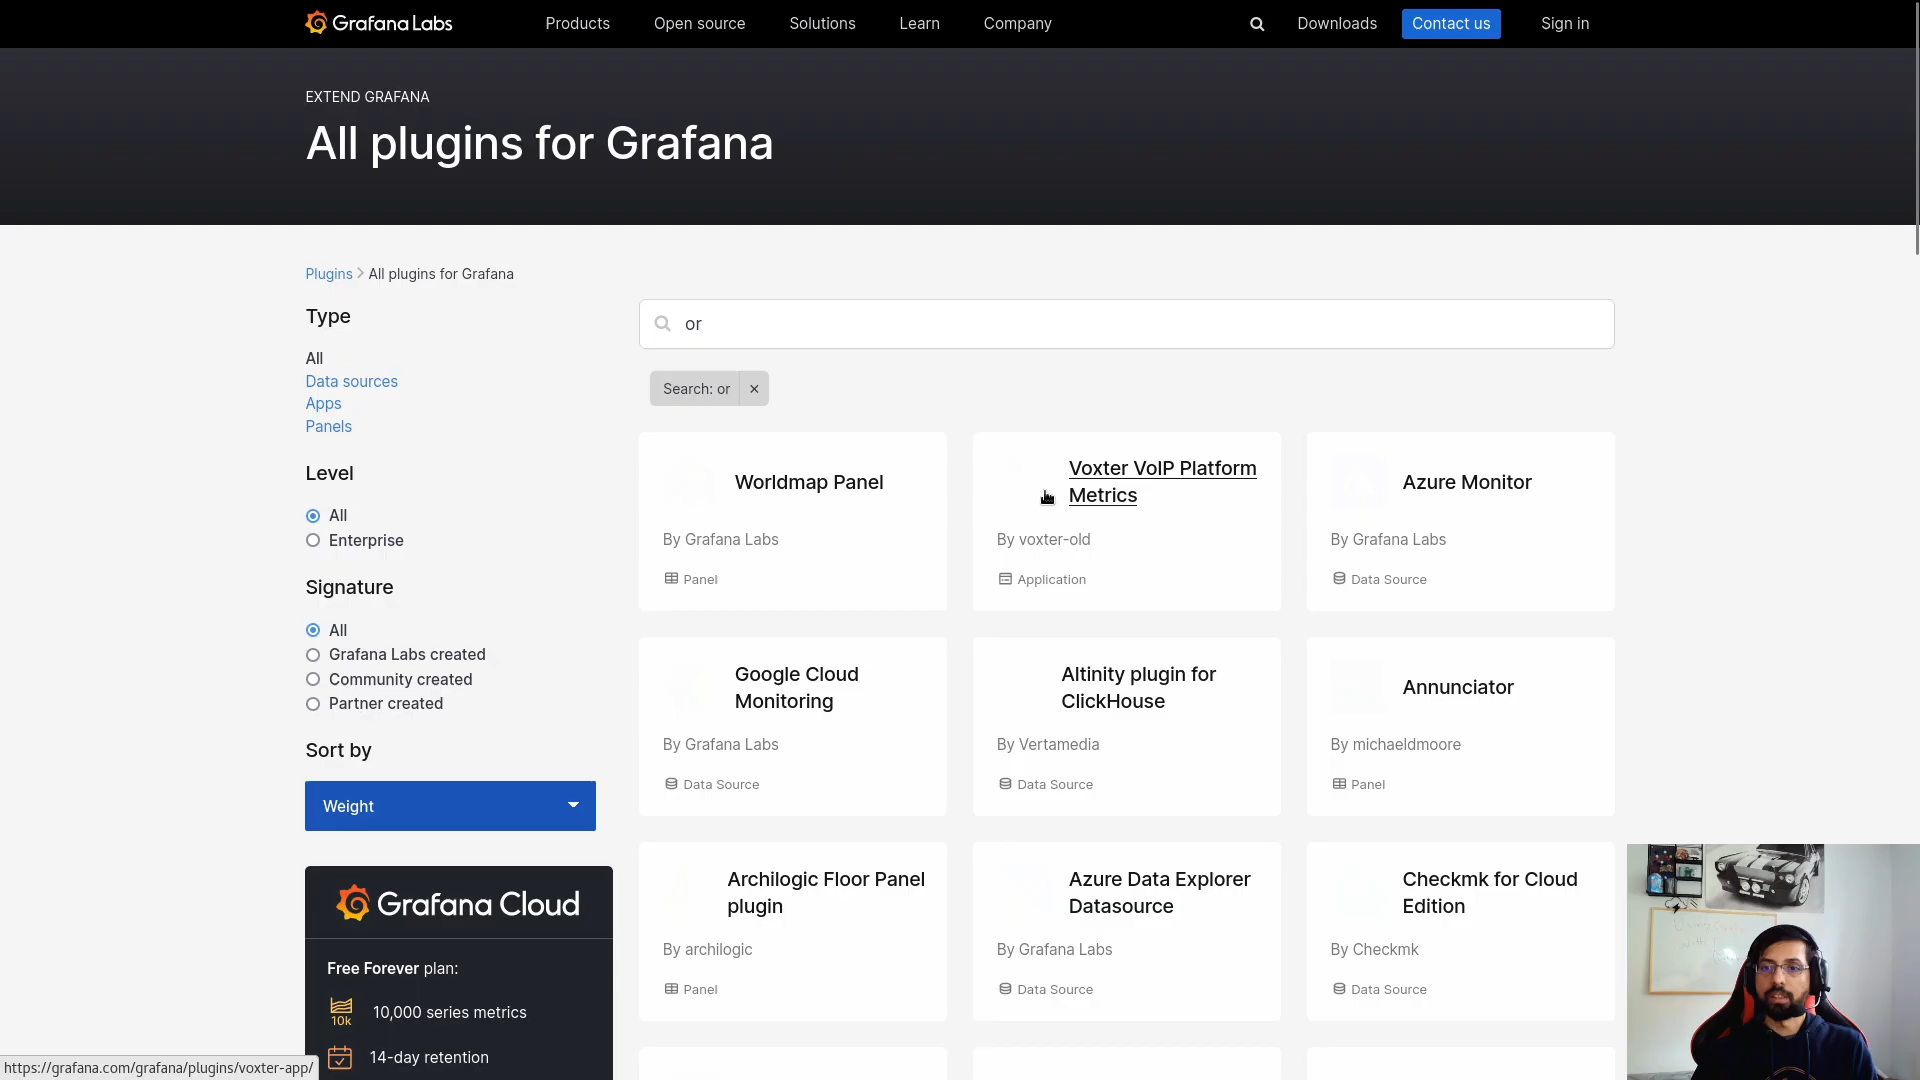 Grafana Labs
Products
Open source
Solutions
Learn
Company
Downloads
Contact us
Sign in
EXTEND GRAFANA
All plugins for Grafana
Plugins > All plugins for Grafana
Type
All
Data sources
Apps
Panels
Level
All
Enterprise
Signature
All
Grafana Labs created
Community created
Partner created
Sort by
Weight
Grafana Cloud
Free Forever plan:
10k
10,000 series metrics
14-day retention
or
Search: or ×
Worldmap Panel
By Grafana Labs
Panel
Voxter VoIP Platform
Metrics
By voxter-old
Application
Azure Monitor
By Grafana Labs
Data Source
Google Cloud
Monitoring
By Grafana Labs
Data Source
Altinity plugin for
ClickHouse
By Vertamedia
Data Source
Annunciator
By michaeldmoore
Panel
Archilogic Floor Panel
plugin
By archilogic
Panel
Azure Data Explorer
Datasource
By Grafana Labs
Data Source
Checkmk for Cloud
Edition
By Checkmk
Data Source
https://grafana.com/grafana/plugins/voxter-app/